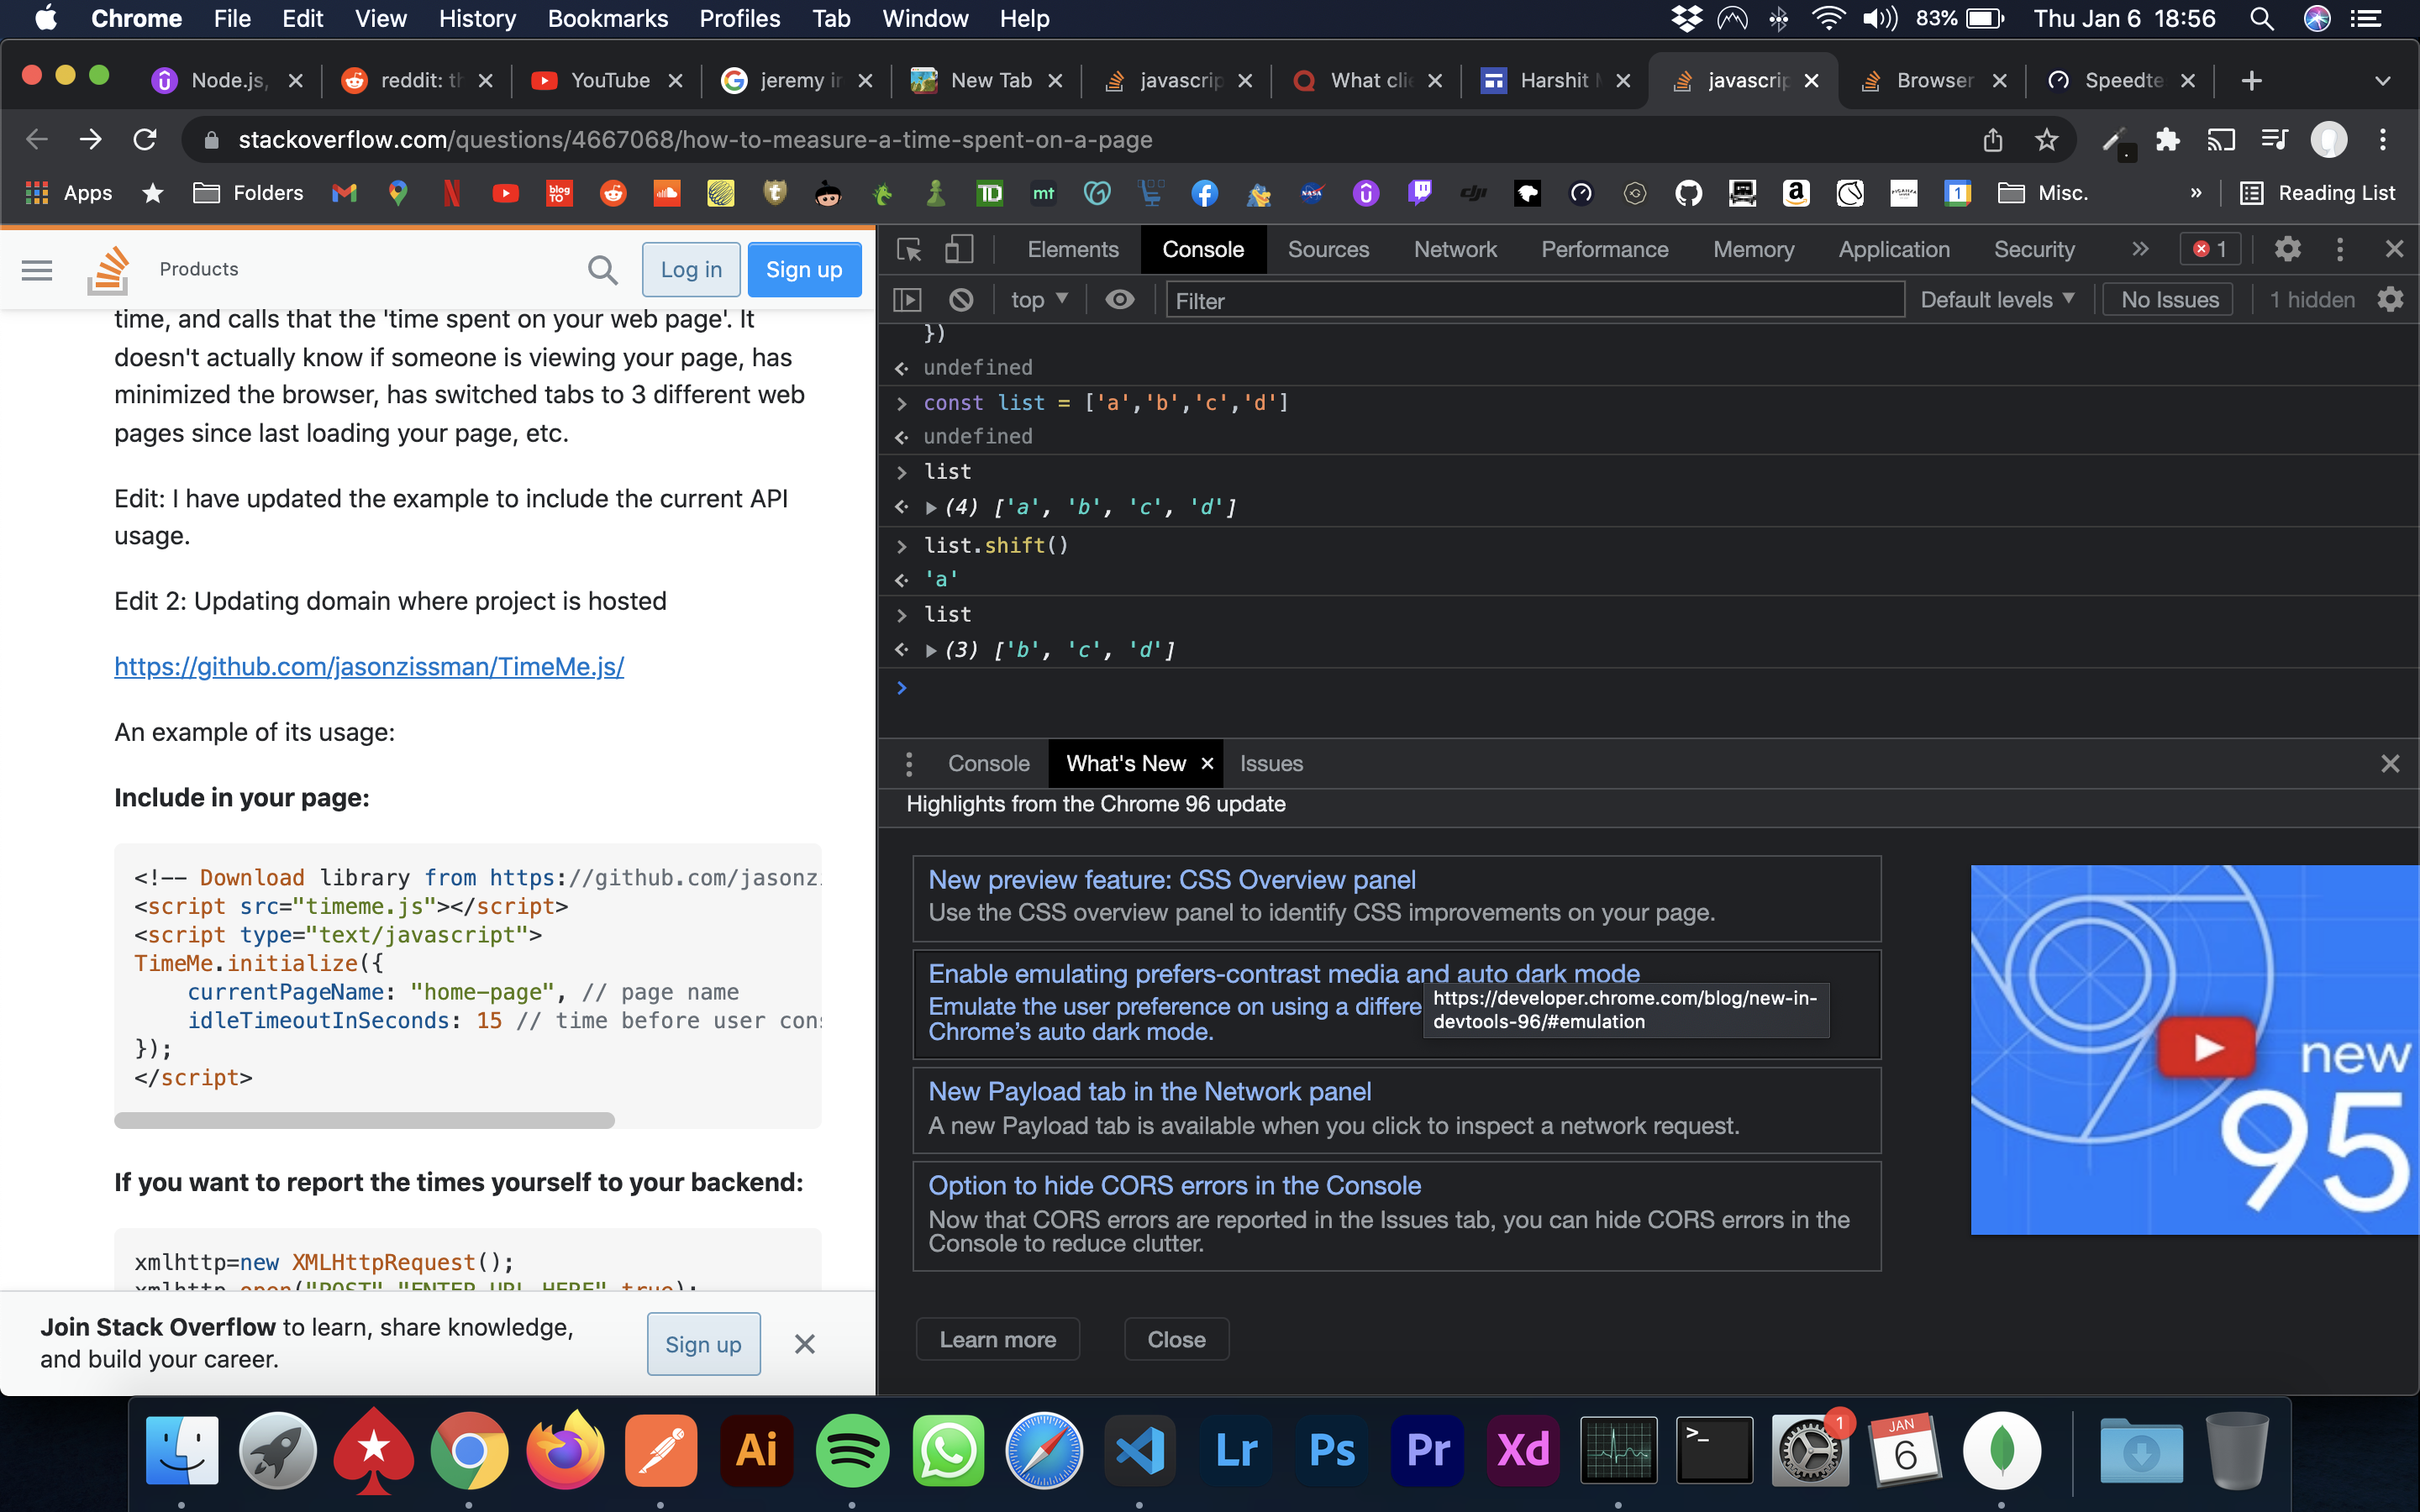 Chrome File Edit View History Bookmarks Profiles Tab Window Help
83% Thu Jan 6 18:56
Node.js,
reddit: th
YouTube
jeremy ir
New Tab
javascrip
What clie
Harshit
javascrip
Browser
Speedte
stackoverflow.com/questions/4667068/how-to-measure-a-time-spent-on-a-page
Apps
Folders
Misc.
»
Reading List
Products
Log in
Sign up
time, and calls that the 'time spent on your web page'. It
doesn't actually know if someone is viewing your page, has
minimized the browser, has switched tabs to 3 different web
pages since last loading your page, etc.
Edit: I have updated the example to include the current API
usage.
Edit 2: Updating domain where project is hosted
https://github.com/jasonzissman/TimeMe.js/
An example of its usage:
Include in your page:
<!-- Download library from https://github.com/jasonz
<script src="timeme.js"></script>
<script type="text/javascript">
TimeMe.initialize({
currentPageName: "home-page", // page name
idleTimeoutInSeconds: 15 // time before user con
});
</script>
If you want to report the times yourself to your backend:
xmlhttp=new XMLHttpRequest();
xmlhttp.open("POST","ENTER URL HERE",true);
Join Stack Overflow to learn, share knowledge,
and build your career.
Sign up
Elements Console Sources Network Performance Memory Application Security » 1
top Filter Default levels No Issues 1 hidden
})
undefined
const list = ['a','b','c','d']
undefined
list
(4) ['a', 'b', 'c', 'd']
list.shift()
'a'
list
(3) ['b', 'c', 'd']
Console What's New Issues
Highlights from the Chrome 96 update
New preview feature: CSS Overview panel
Use the CSS overview panel to identify CSS improvements on your page.
Enable emulating prefers-contrast media and auto dark mode
Emulate the user preference on using a differe
Chrome’s auto dark mode.
https://developer.chrome.com/blog/new-in-
devtools-96/#emulation
New Payload tab in the Network panel
A new Payload tab is available when you click to inspect a network request.
Option to hide CORS errors in the Console
Now that CORS errors are reported in the Issues tab, you can hide CORS errors in the
Console to reduce clutter.
Learn more
Close
new
95
Ai
Lr
Ps
Pr
Xd
>_
1
JAN
6